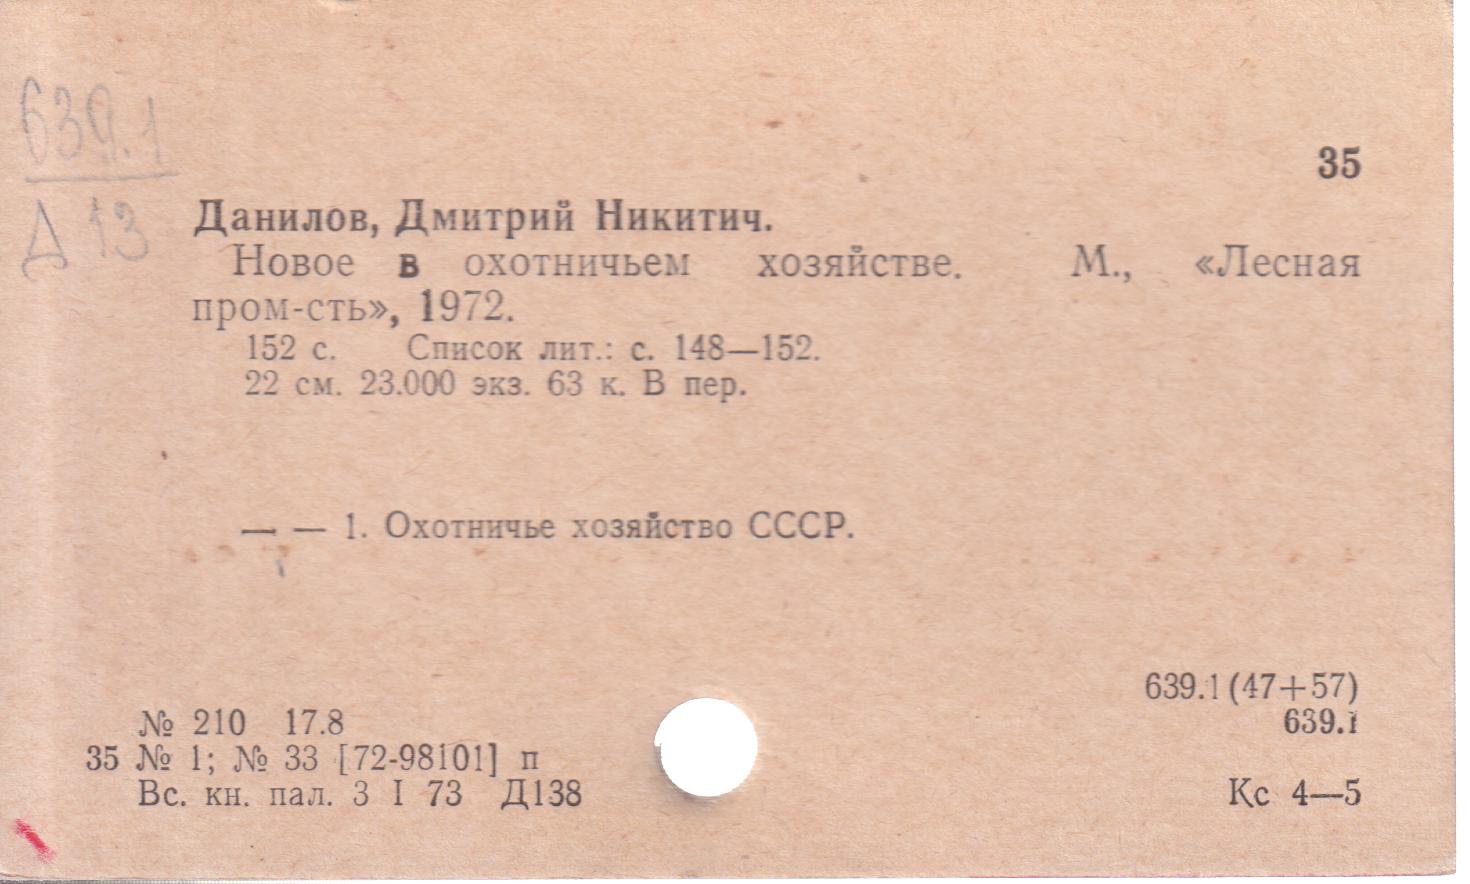 639.1
Д 13
35
Данилов, Дмитрий Никитич.
Новое в охотничьем хозяйстве. М., «Лесная
пром-сть», 1972.
152 с. Список лит.: с. 148—152.
22 см. 23.000 экз. 63 к. В пер.
— — 1. Охотничье хозяйство СССР.
639.1 (47+57)
639.1
№ 210 17.8
35 № 1; № 33 [72-98101] п
Вс. кн. пал. 3 I 73 Д138
Кс 4—5